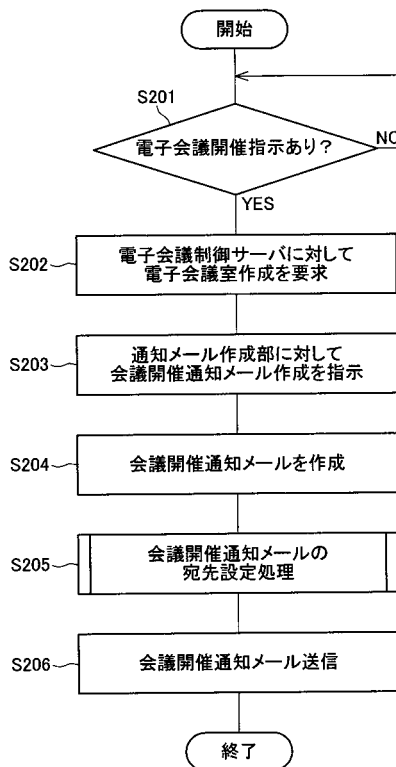 開始
S201
電子会議開催指示あり?
NO
YES
S202
電子会議制御サーバに対して
電子会議室作成を要求
S203
通知メール作成部に対して
会議開催通知メール作成を指示
S204
会議開催通知メールを作成
S205
会議開催通知メールの
宛先設定処理
S206
会議開催通知メール送信
終了